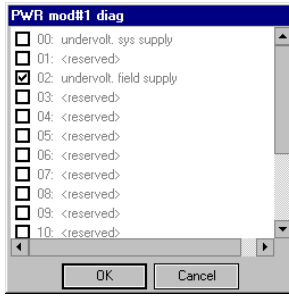 PWR mod#1 diag
00: undervolt. sys supply
01: <reserved>
02: undervolt. field supply
03: <reserved>
04: <reserved>
05: <reserved>
06: <reserved>
07: <reserved>
08: <reserved>
09: <reserved>
10: <reserved>
OK Cancel